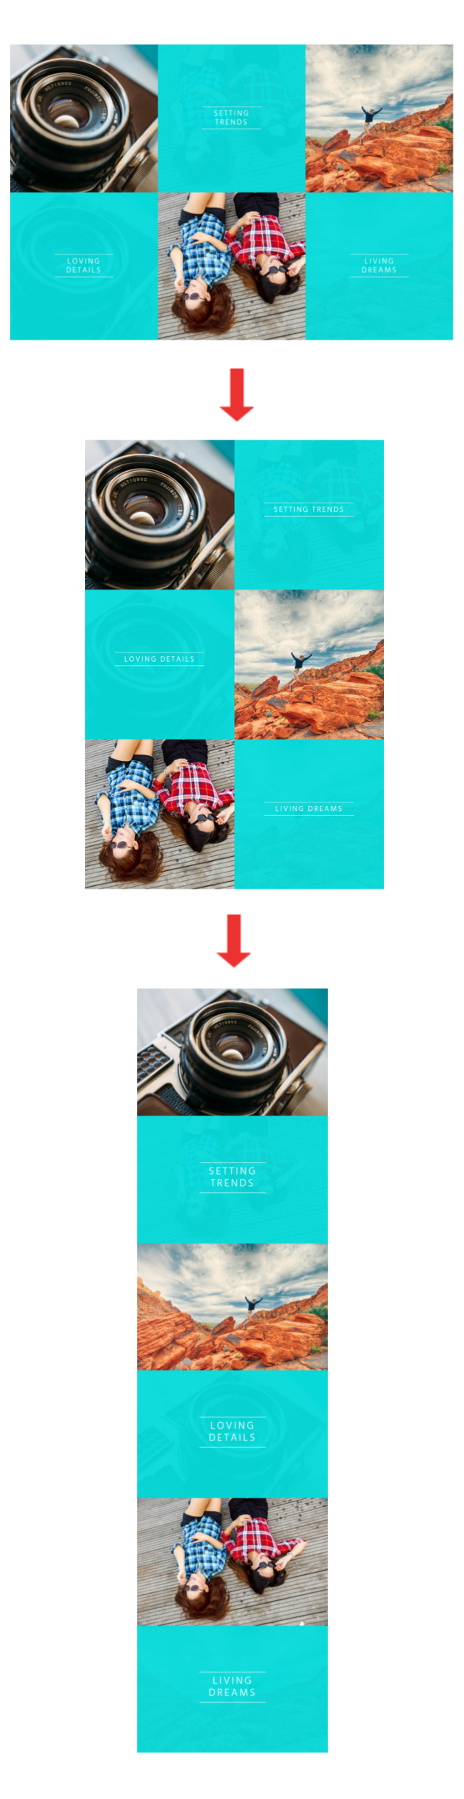 SETTING
TRENDS
LOVING
DETAILS
LIVING
DREAMS
SETTING TRENDS
LOVING DETAILS
LIVING DREAMS
SETTING
TRENDS
LOVING
DETAILS
LIVING
DREAMS